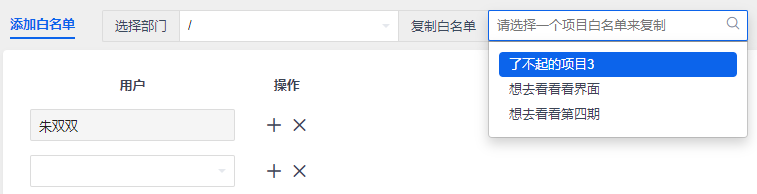 添加白名单 选择部门 / 复制白名单 请选择一个项目白名单来复制
了不起的项目3
想去看看看界面
想去看看第四期
用户 操作
朱双双